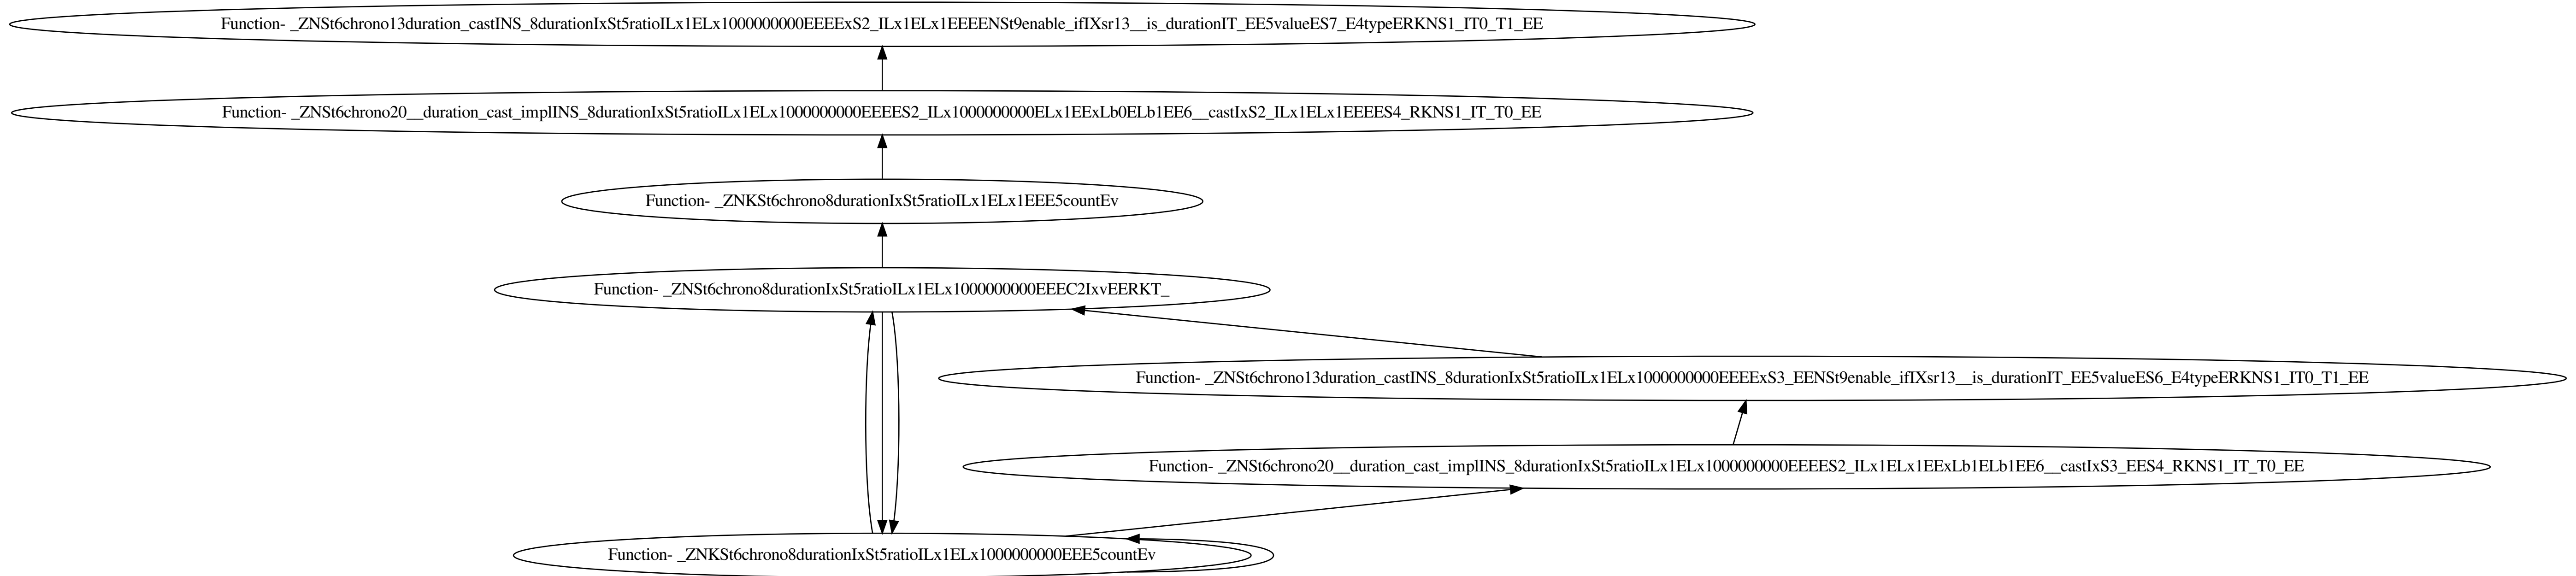 Function- _ZNSt6chrono13duration_castINS_8durationIxSt5ratioILx1ELx1000000000EEEExS2_ILx1ELx1EEEENSt9enable_ifIXsr13__is_durationIT_EE5valueES7_E4typeERKNS1_IT0_T1_EE
Function- _ZNSt6chrono20__duration_cast_implINS_8durationIxSt5ratioILx1ELx1000000000EEEES2_ILx1000000000ELx1EExLb0ELb1EE6__castIxS2_ILx1ELx1EEEES4_RKNS1_IT_T0_EE
Function- _ZNKSt6chrono8durationIxSt5ratioILx1ELx1EEE5countEv
Function- _ZNSt6chrono8durationIxSt5ratioILx1ELx1000000000EEEC2IxvEERKT_
Function- _ZNSt6chrono13duration_castINS_8durationIxSt5ratioILx1ELx1000000000EEEExS3_EENSt9enable_ifIXsr13__is_durationIT_EE5valueES6_E4typeERKNS1_IT0_T1_EE
Function- _ZNSt6chrono20__duration_cast_implINS_8durationIxSt5ratioILx1ELx1000000000EEEES2_ILx1ELx1EExLb1ELb1EE6__castIxS3_EES4_RKNS1_IT_T0_EE
Function- _ZNKSt6chrono8durationIxSt5ratioILx1ELx1000000000EEE5countEv